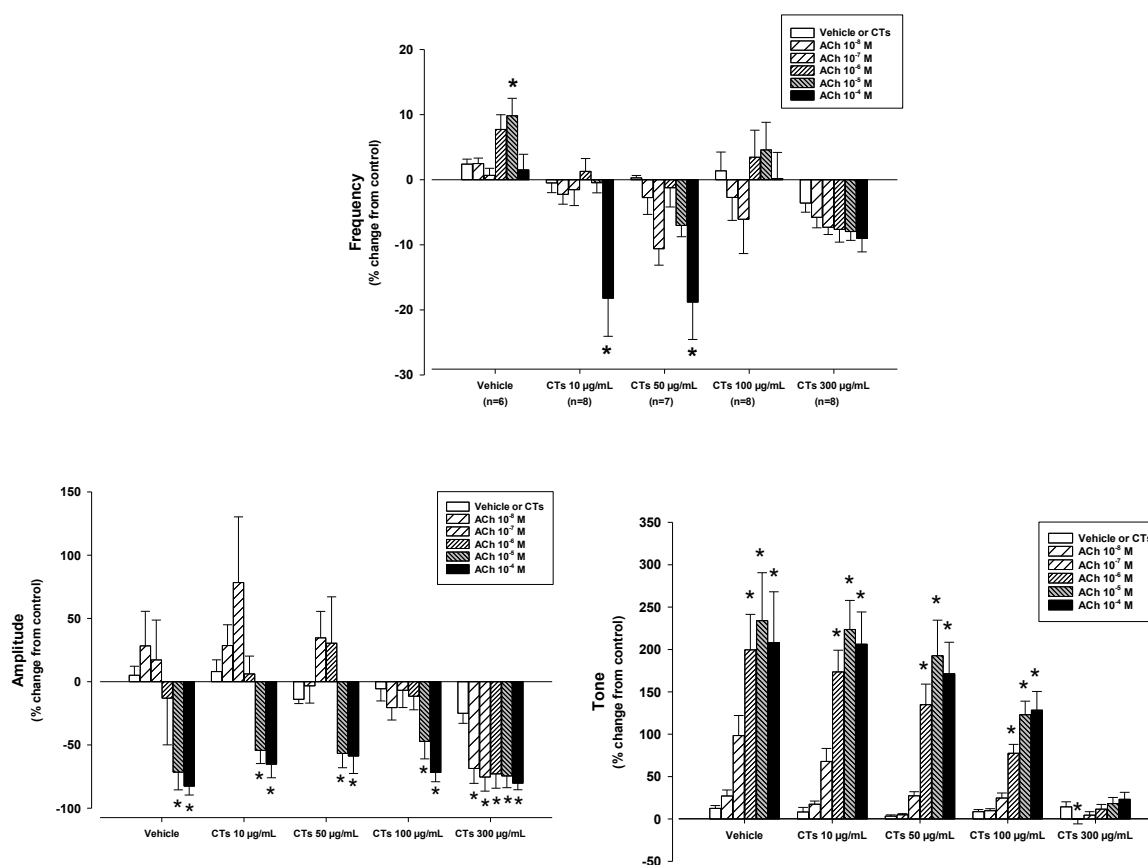 Vehicle or CTs
ACh 10⁻⁸ M
ACh 10⁻⁷ M
ACh 10⁻⁶ M
ACh 10⁻⁵ M
ACh 10⁻⁴ M
20
10
0
-10
-20
-30
Frequency
(% change from control)
*
*
*
Vehicle CTs 10 µg/mL CTs 50 µg/mL CTs 100 µg/mL CTs 300 µg/mL
(n=6) (n=8) (n=7) (n=8) (n=8)
150
100
50
0
-50
-100
Amplitude
(% change from control)
Vehicle or CTs
ACh 10⁻⁸ M
ACh 10⁻⁷ M
ACh 10⁻⁶ M
ACh 10⁻⁵ M
ACh 10⁻⁴ M
* * * * * * * * * * * * *
Vehicle CTs 10 µg/mL CTs 50 µg/mL CTs 100 µg/mL CTs 300 µg/mL
350
300
250
200
150
100
50
0
-50
Tone
(% change from control)
Vehicle or CTs
ACh 10⁻⁸ M
ACh 10⁻⁷ M
ACh 10⁻⁶ M
ACh 10⁻⁵ M
ACh 10⁻⁴ M
* * * * * * * * * * * * *
Vehicle CTs 10 µg/mL CTs 50 µg/mL CTs 100 µg/mL CTs 300 µg/mL